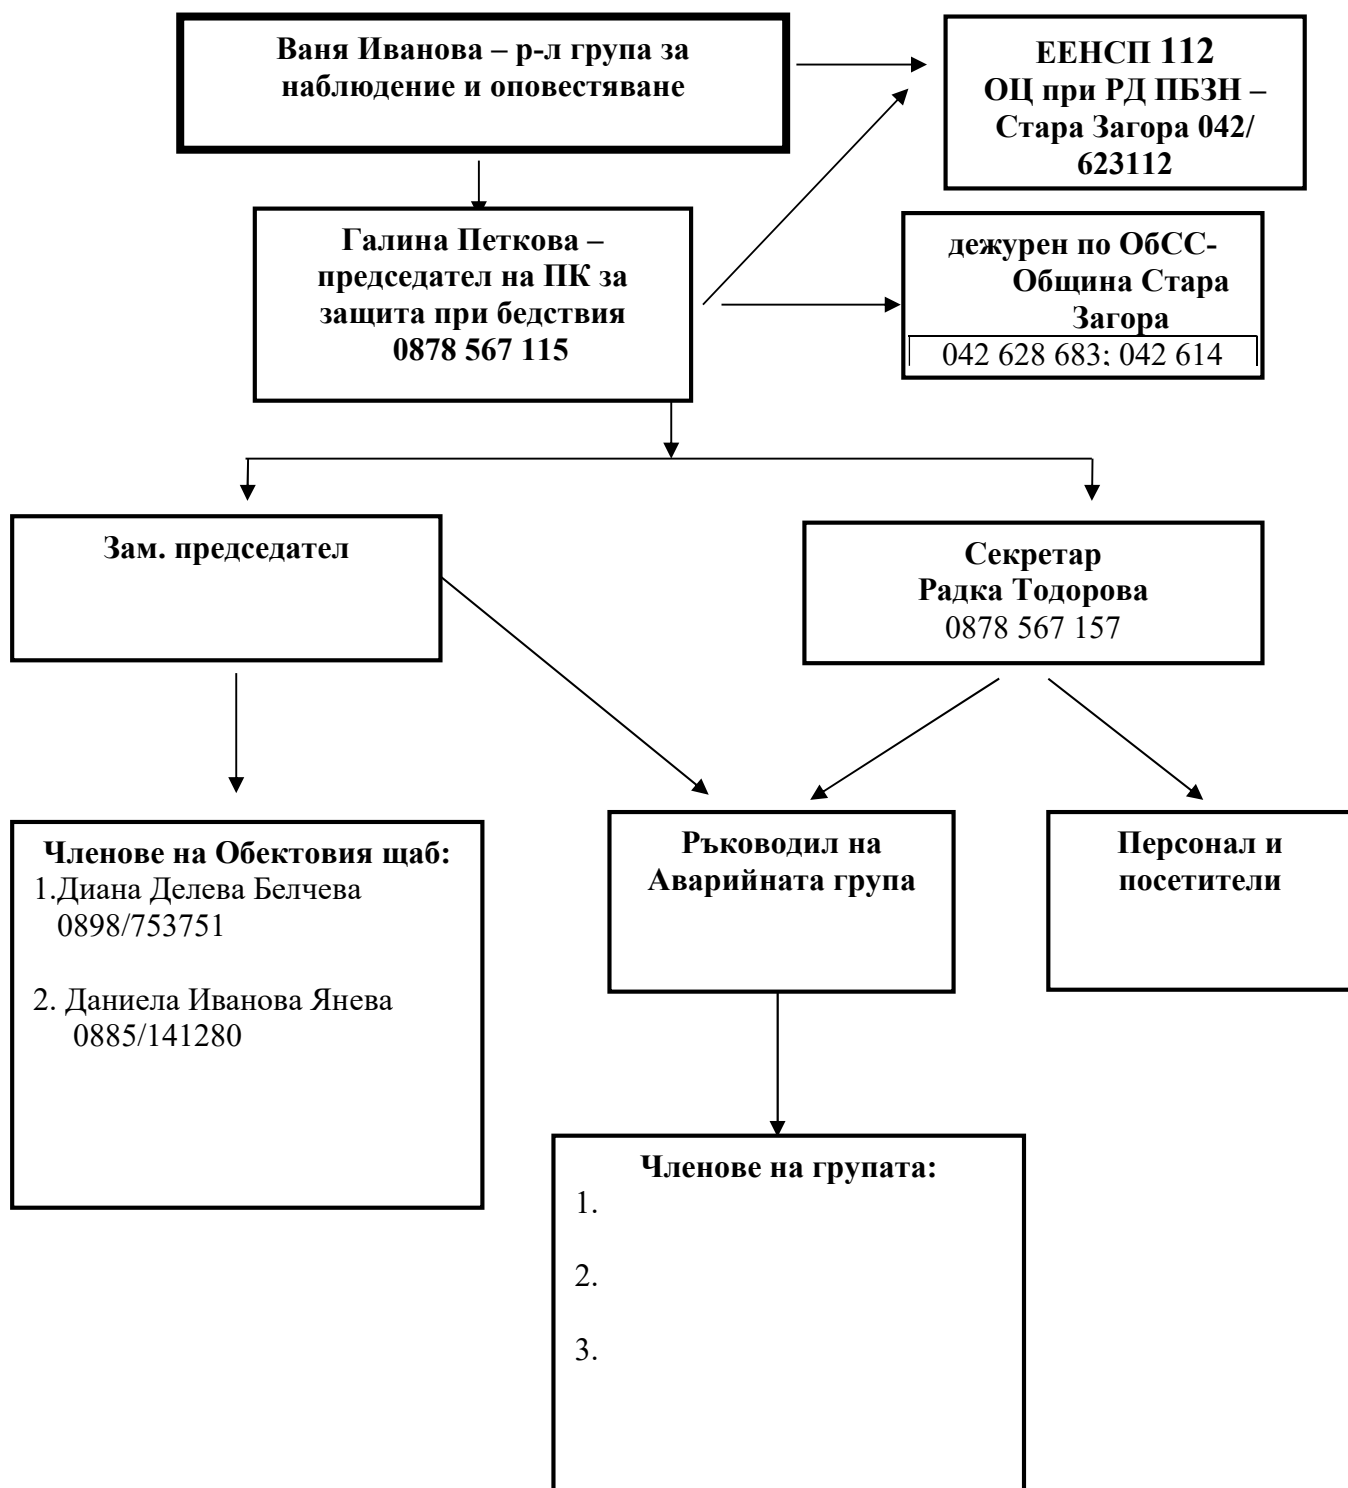 Ваня Иванова – р-л група за
наблюдение и оповестяване
ЕЕНСП 112
ОЦ при РД ПБЗН –
Стара Загора 042/
623112
Галина Петкова –
председател на ПК за
защита при бедствия
0878 567 115
дежурен по ОбСС-
Община Стара
Загора
042 628 683; 042 614
Зам. председател
Секретар
Радка Тодорова
0878 567 157
Членове на Обектовия щаб:
1.Диана Делева Белчева
0898/753751
2. Даниела Иванова Янева
0885/141280
Ръководил на
Аварийната група
Персонал и
посетители
Членове на групата:
1.
2.
3.